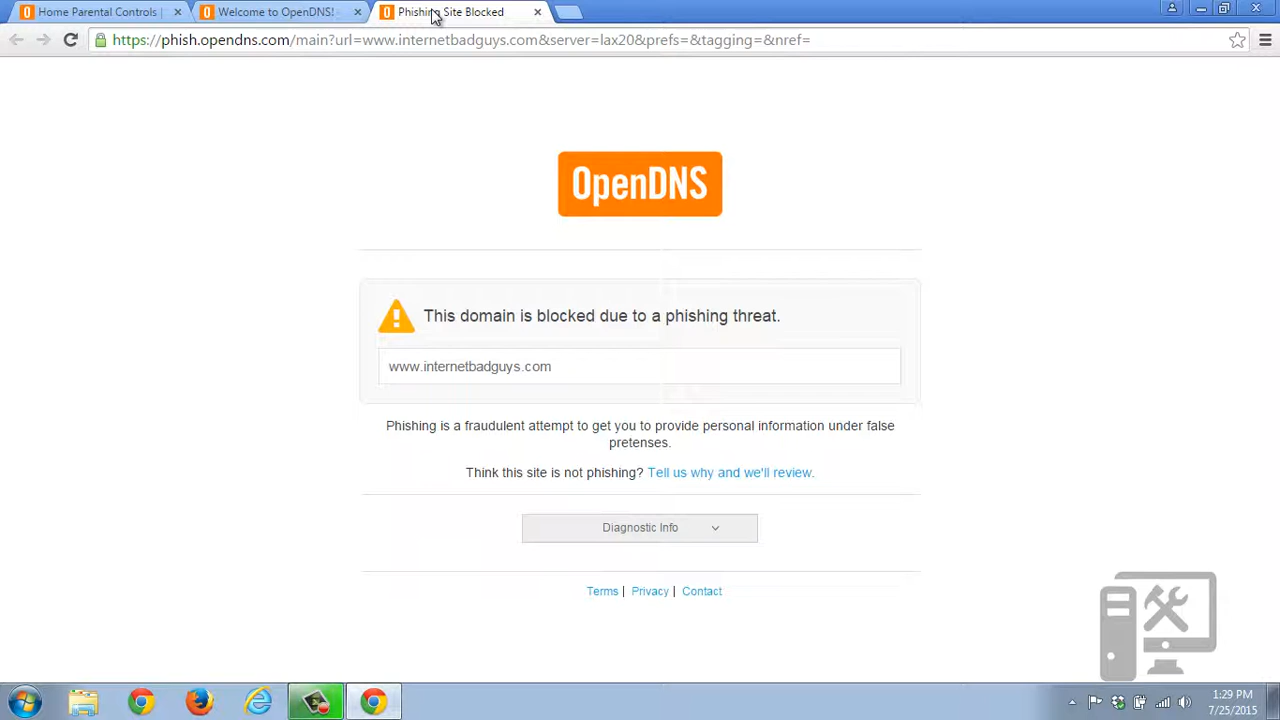 Home Parental Controls |
Welcome to OpenDNS!
Phishing Site Blocked
https://phish.opendns.com/main?url=www.internetbadguys.com&server=lax20&prefs=&tagging=&nref=
OpenDNS
This domain is blocked due to a phishing threat.
www.internetbadguys.com
Phishing is a fraudulent attempt to get you to provide personal information under false
pretenses.
Think this site is not phishing? Tell us why and we'll review.
Diagnostic Info
Terms | Privacy | Contact
1:29 PM
7/25/2015